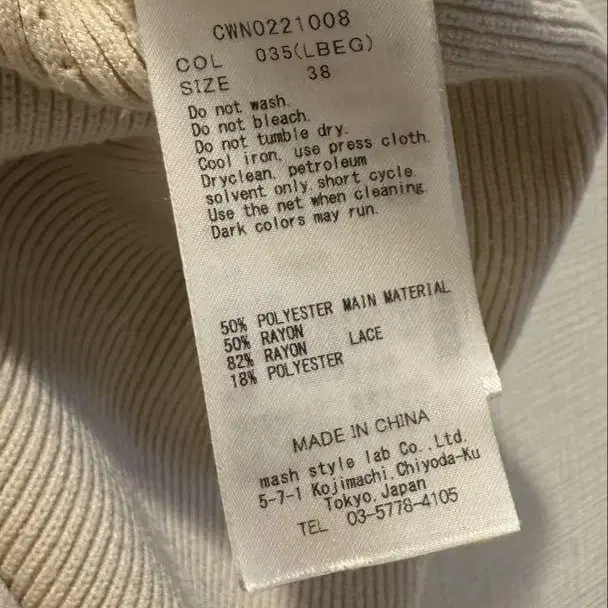 CWNO221008
COL 035(LBEG)
SIZE 38
Do not wash.
Do not bleach.
Do not tumble dry.
Cool iron, use press cloth.
Dryclean, petroleum
solvent only short cycle.
Use the net when cleaning.
Dark colors may run.
50% POLYESTER MAIN MATERIAL
50% RAYON
82% RAYON LACE
18% POLYESTER
MADE IN CHINA
mash style lab Co.,Ltd.
5-7-1 Kojimachi, Chiyoda-Ku
Tokyo, Japan
TEL 03-5778-4105